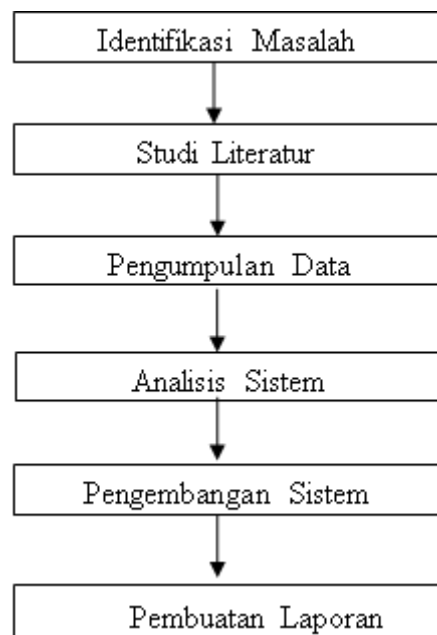 Identifikasi Masalah
Studi Literatur
Pengumpulan Data
Analisis Sistem
Pengembangan Sistem
Pembuatan Laporan